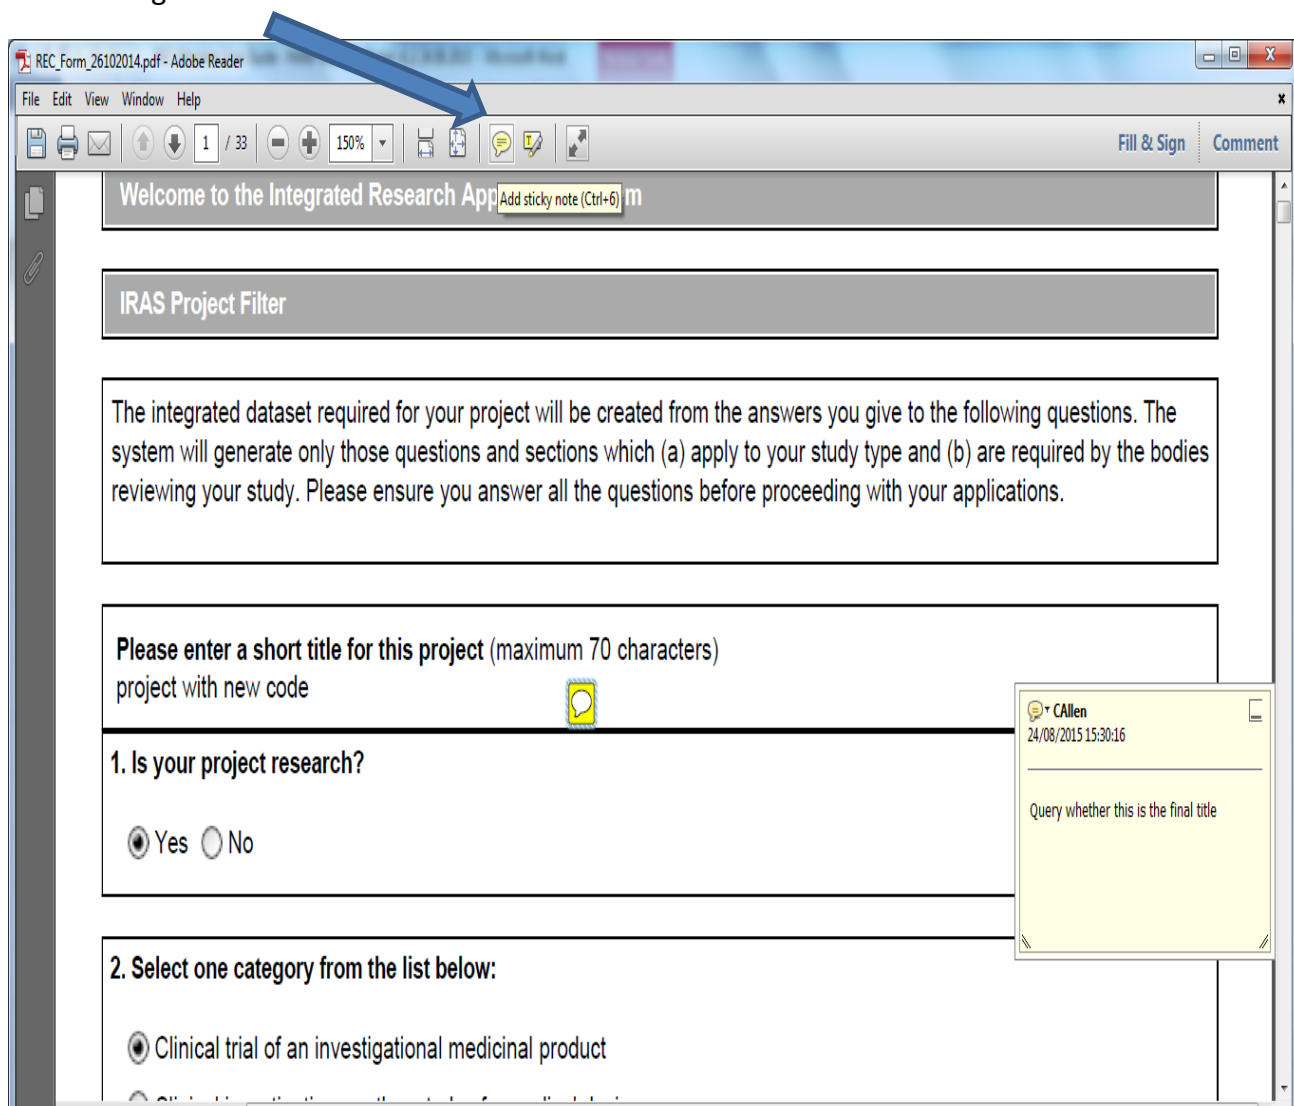 REC_Form_26102014.pdf - Adobe Reader
File Edit View Window Help
1 / 33 150% Fill & Sign Comment
Add sticky note (Ctrl+6)
Welcome to the Integrated Research App m
IRAS Project Filter
The integrated dataset required for your project will be created from the answers you give to the following questions. The
system will generate only those questions and sections which (a) apply to your study type and (b) are required by the bodies
reviewing your study. Please ensure you answer all the questions before proceeding with your applications.
Please enter a short title for this project (maximum 70 characters)
project with new code
CAllen
24/08/2015 15:30:16
Query whether this is the final title
1. Is your project research?
Yes No
2. Select one category from the list below:
Clinical trial of an investigational medicinal product